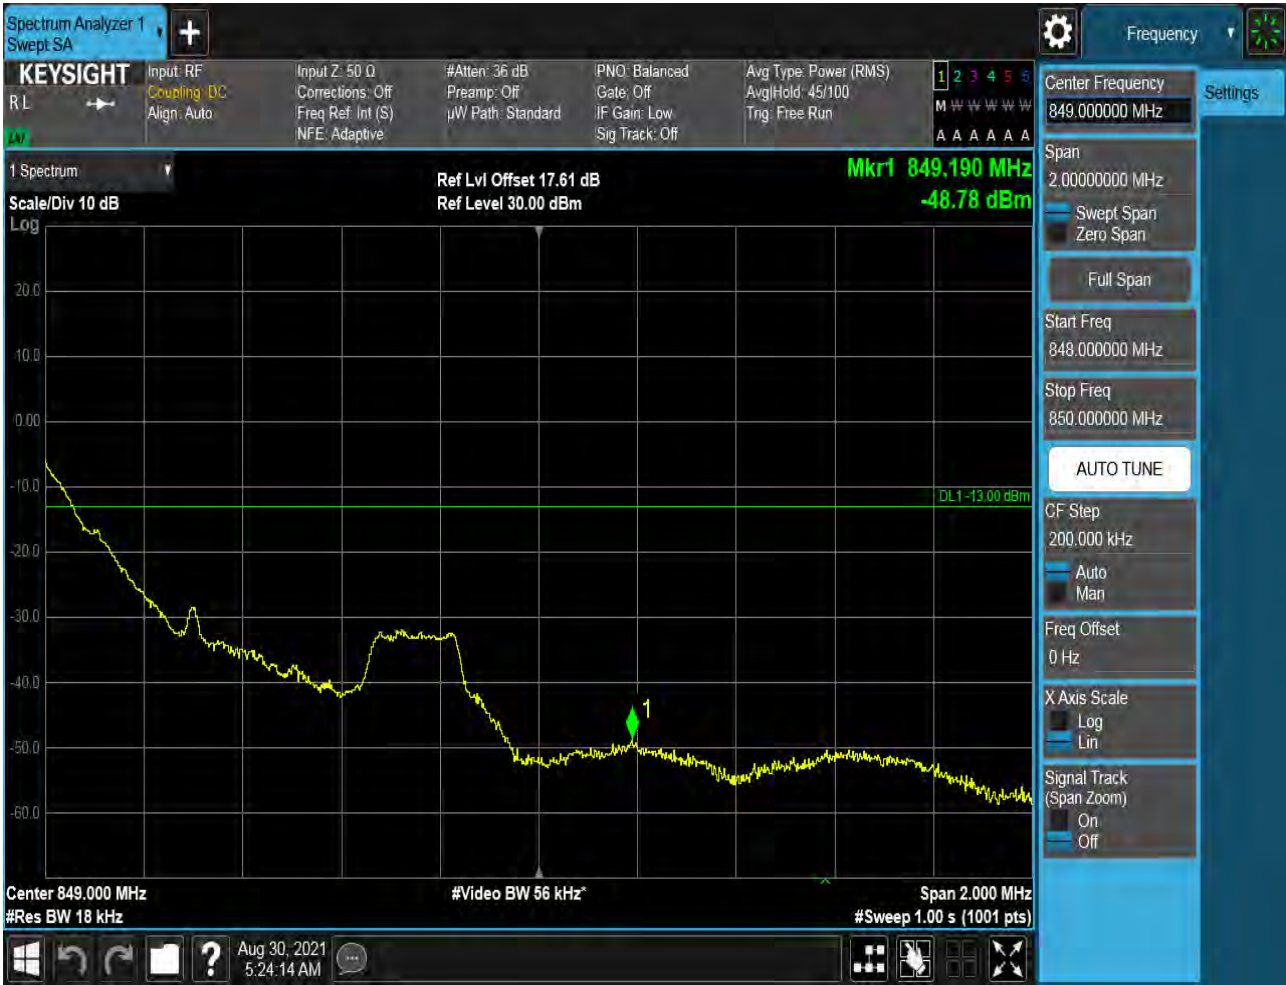 Spectrum Analyzer 1
Swept SA
+
Frequency
KEYSIGHT
R L
Input: RF
Coupling: DC
Align: Auto
Input Z: 50 Ω
Corrections: Off
Freq Ref: Int (S)
NFE: Adaptive
#Atten: 36 dB
Preamp: Off
µW Path: Standard
PNO: Balanced
Gate: Off
IF Gain: Low
Sig Track: Off
Avg Type: Power (RMS)
Avg|Hold: 45/100
Trig: Free Run
1 2 3 4 5 6
M W W W W W
A A A A A A
1 Spectrum
Scale/Div 10 dB
Log
Ref Lvl Offset 17.61 dB
Ref Level 30.00 dBm
Mkr1 849.190 MHz
-48.78 dBm
20.0
10.0
0.00
-10.0
DL1 -13.00 dBm
-20.0
-30.0
-40.0
1
-50.0
-60.0
Center 849.000 MHz
#Video BW 56 kHz*
Span 2.000 MHz
#Res BW 18 kHz
#Sweep 1.00 s (1001 pts)
Center Frequency
849.000000 MHz
Settings
Span
2.00000000 MHz
Swept Span
Zero Span
Full Span
Start Freq
848.000000 MHz
Stop Freq
850.000000 MHz
AUTO TUNE
CF Step
200.000 kHz
Auto
Man
Freq Offset
0 Hz
X Axis Scale
Log
Lin
Signal Track
(Span Zoom)
On
Off
?
Aug 30, 2021
5:24:14 AM